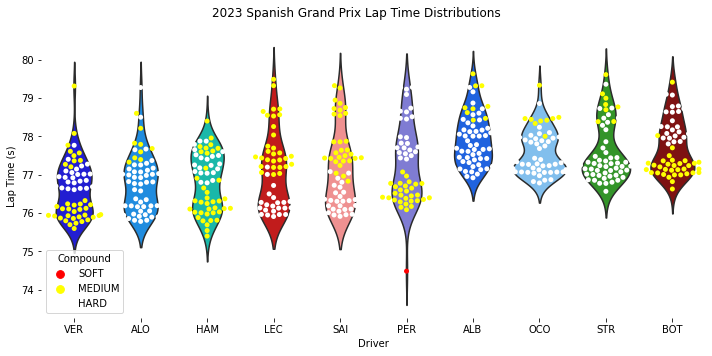 2023 Spanish Grand Prix Lap Time Distributions
80
79
78
77
76
75
74
Lap Time (s)
Compound
SOFT
MEDIUM
HARD
VER ALO HAM LEC SAI PER ALB OCO STR BOT
Driver